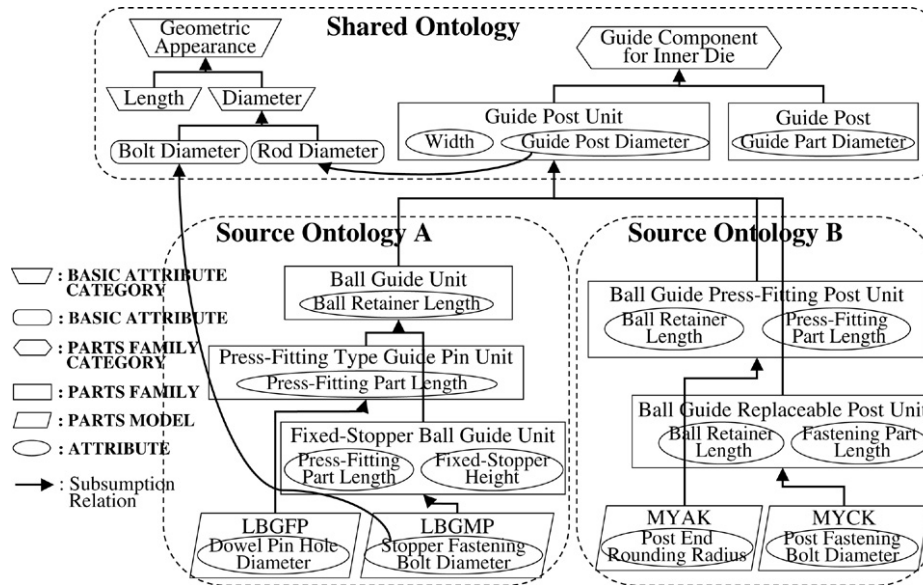 Shared Ontology
Geometric
Appearance
Length
Diameter
Bolt Diameter
Rod Diameter
Guide Component
for Inner Die
Guide Post Unit
Width
Guide Post Diameter
Guide Post
Guide Part Diameter
Source Ontology A
Ball Guide Unit
Ball Retainer Length
Press-Fitting Type Guide Pin Unit
Press-Fitting Part Length
Fixed-Stopper Ball Guide Unit
Press-Fitting
Part Length
Fixed-Stopper
Height
LBGFP
Dowel Pin Hole
Diameter
LBGMP
Stopper Fastening
Bolt Diameter
Source Ontology B
Ball Guide Press-Fitting Post Unit
Ball Retainer
Length
Press-Fitting
Part Length
Ball Guide Replaceable Post Unit
Ball Retainer
Length
Fastening Part
Length
MYAK
Post End
Rounding Radius
MYCK
Post Fastening
Bolt Diameter
: BASIC ATTRIBUTE
CATEGORY
: BASIC ATTRIBUTE
: PARTS FAMILY
CATEGORY
: PARTS FAMILY
: PARTS MODEL
: ATTRIBUTE
: Subsumption
Relation